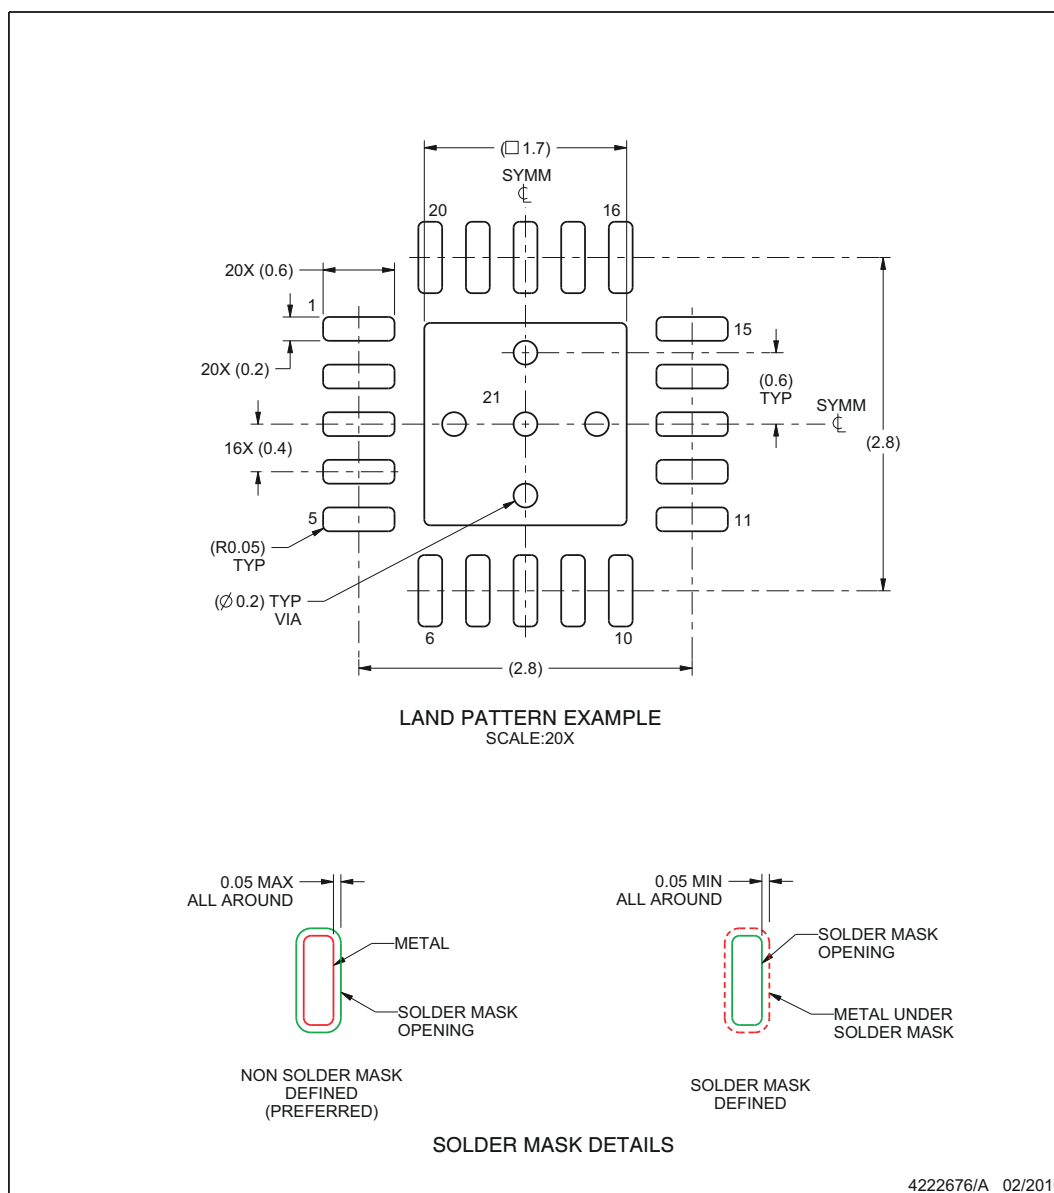 (□ 1.7)
SYMM
℄
20
16
20X (0.6)
1
15
20X (0.2)
(0.6)
TYP
21
SYMM
℄
16X (0.4)
(2.8)
5
11
(R0.05)
TYP
(Ø 0.2) TYP
VIA
6
10
(2.8)
LAND PATTERN EXAMPLE
SCALE:20X
0.05 MAX
ALL AROUND
METAL
SOLDER MASK
OPENING
NON SOLDER MASK
DEFINED
(PREFERRED)
0.05 MIN
ALL AROUND
SOLDER MASK
OPENING
METAL UNDER
SOLDER MASK
SOLDER MASK
DEFINED
SOLDER MASK DETAILS
4222676/A 02/201